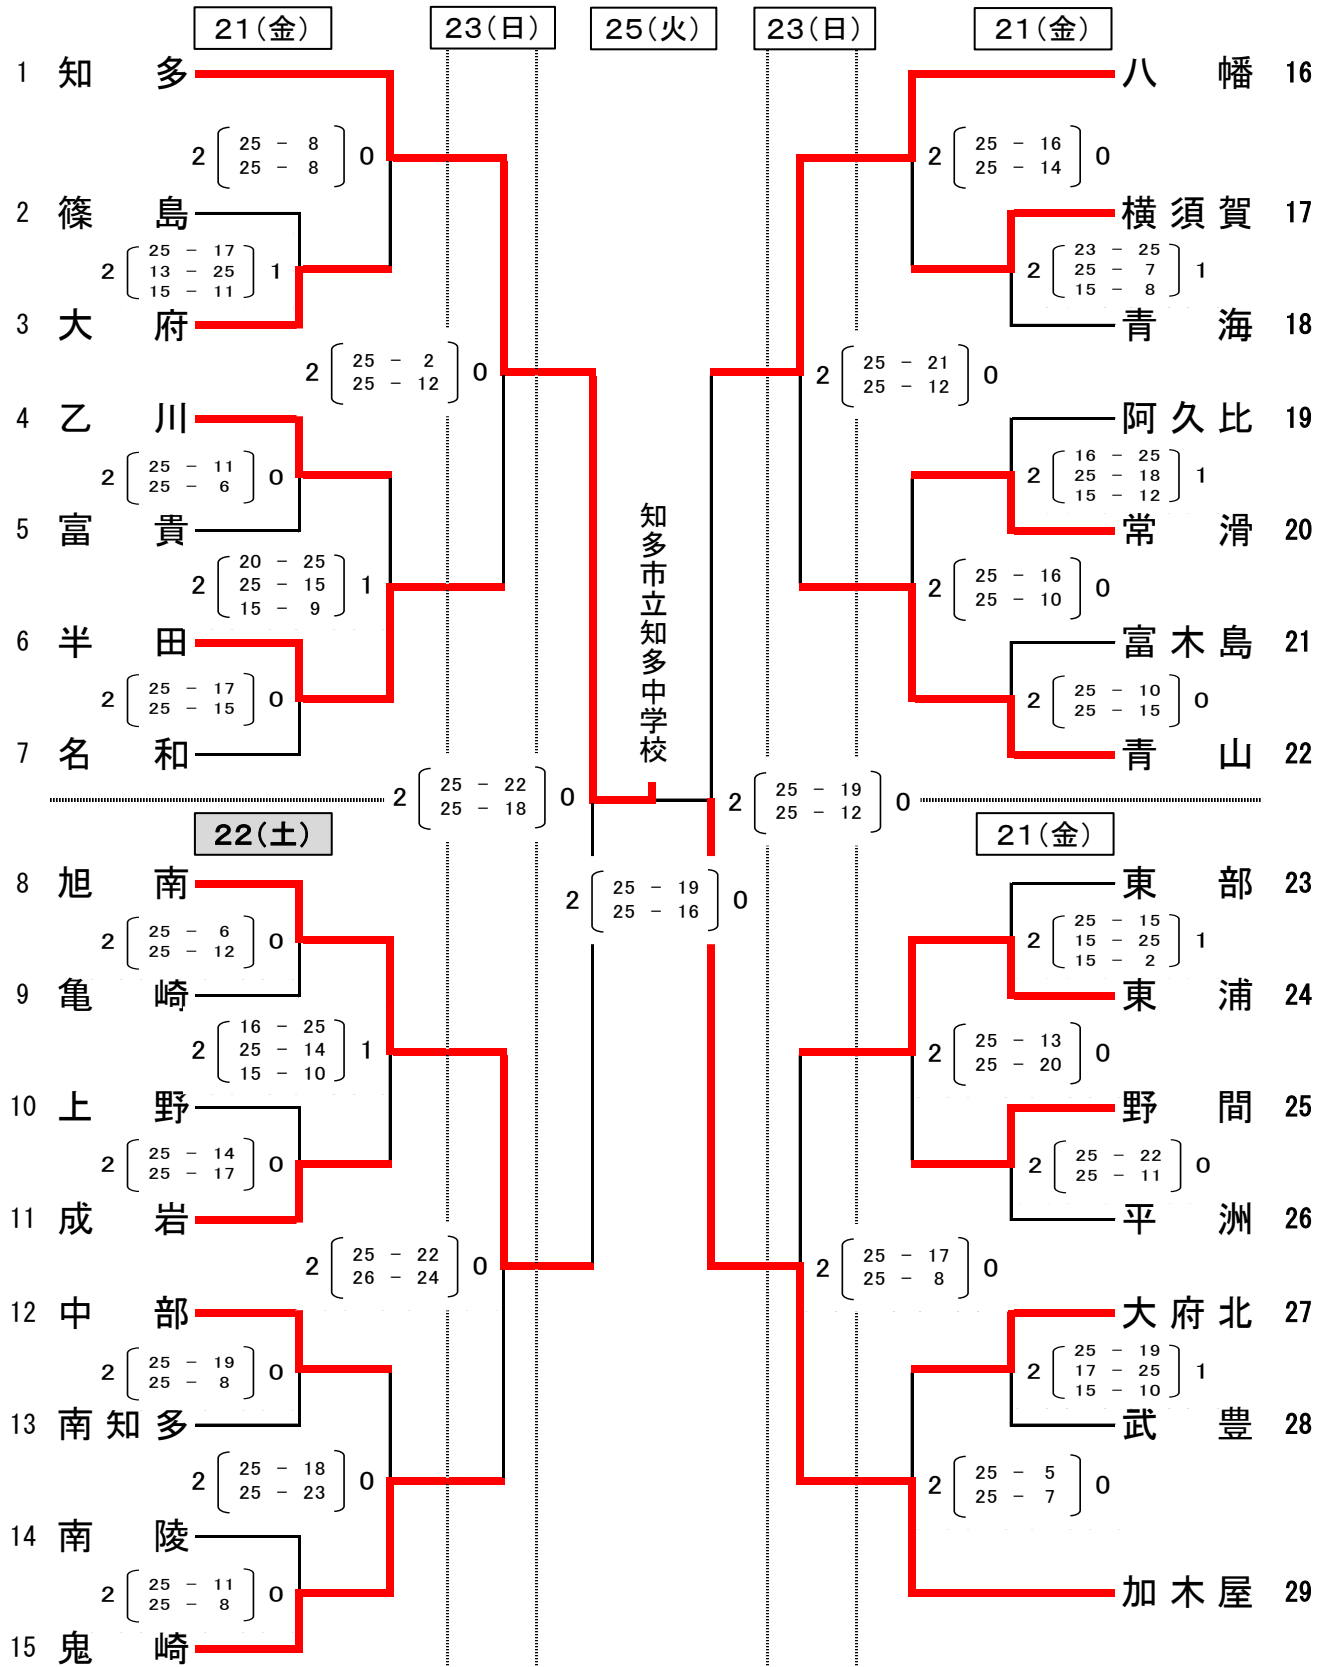 21(金) 23(日) 25(火) 23(日) 21(金)
1 知多
2 [25 - 8 0
25 - 8]
2 篠島
2 [25 - 17
13 - 25 1
15 - 11]
3 大府
2 [25 - 2 0
25 - 12]
4 乙川
2 [25 - 11 0
25 - 6]
5 富貴
2 [20 - 25
25 - 15 1
15 - 9]
6 半田
2 [25 - 17 0
25 - 15]
7 名和
2 [25 - 22 0
25 - 18]
22(土)
8 旭南
2 [25 - 6 0
25 - 12]
9 亀崎
2 [16 - 25
25 - 14 1
15 - 10]
10 上野
2 [25 - 14 0
25 - 17]
11 成岩
2 [25 - 22 0
26 - 24]
12 中部
2 [25 - 19 0
25 - 8]
13 南知多
2 [25 - 18 0
25 - 23]
14 南陵
2 [25 - 11 0
25 - 8]
15 鬼崎
知多市立知多中学校
2 [25 - 19 0
25 - 16]
八幡 16
2 [25 - 16 0
25 - 14]
横須賀 17
2 [23 - 25
25 - 7 1
15 - 8]
青海 18
2 [25 - 21 0
25 - 12]
阿久比 19
2 [16 - 25
25 - 18 1
15 - 12]
常滑 20
2 [25 - 16 0
25 - 10]
富木島 21
2 [25 - 10 0
25 - 15]
青山 22
2 [25 - 19 0
25 - 12]
21(金)
東部 23
2 [25 - 15
15 - 25 1
15 - 2]
東浦 24
2 [25 - 13 0
25 - 20]
野間 25
2 [25 - 22 0
25 - 11]
平洲 26
2 [25 - 17 0
25 - 8]
大府北 27
2 [25 - 19
17 - 25 1
15 - 10]
武豊 28
2 [25 - 5 0
25 - 7]
加木屋 29